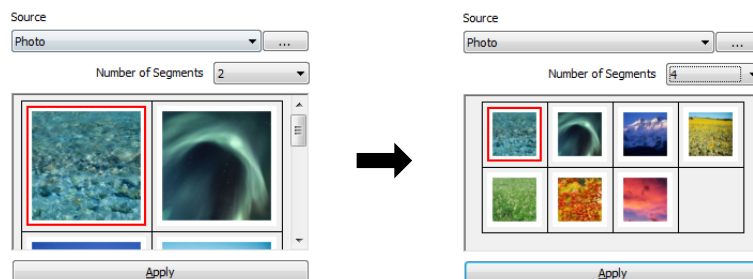 Source
Photo
...
Number of Segments 2
Apply
Source
Photo
...
Number of Segments 4
Apply